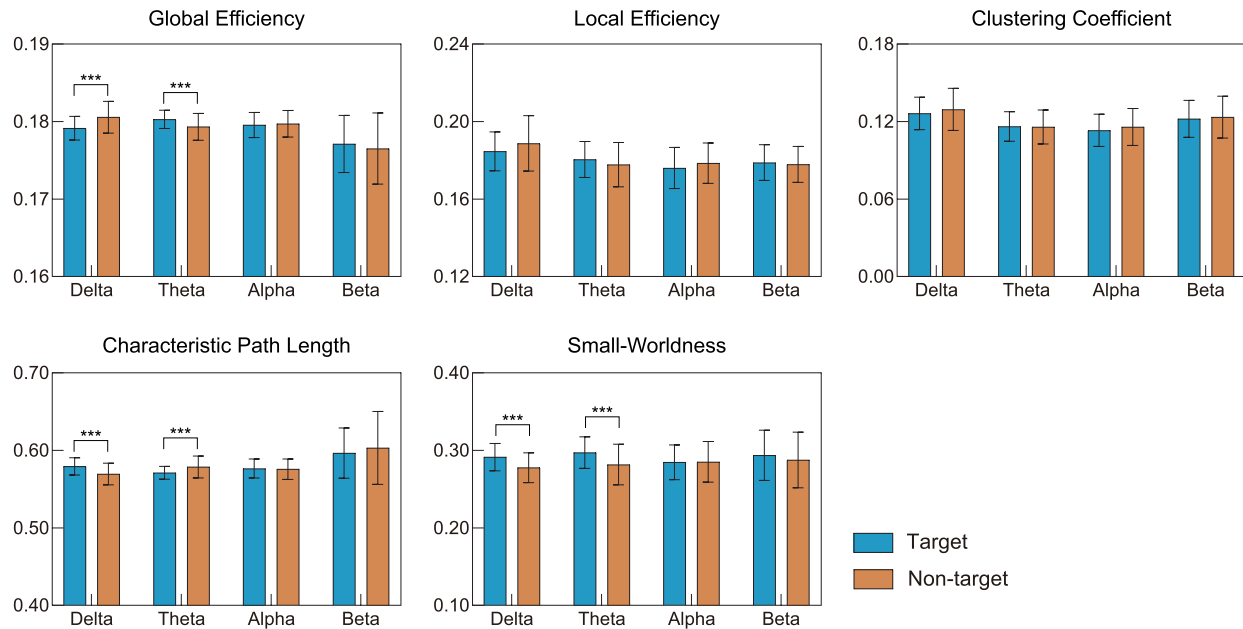 Global Efficiency
0.19
0.18
0.17
0.16
***
***
Delta Theta Alpha Beta
Local Efficiency
0.24
0.20
0.16
0.12
Delta Theta Alpha Beta
Clustering Coefficient
0.18
0.12
0.06
0.00
Delta Theta Alpha Beta
Characteristic Path Length
0.70
0.60
0.50
0.40
***
***
Delta Theta Alpha Beta
Small-Worldness
0.40
0.30
0.20
0.10
***
***
Delta Theta Alpha Beta
Target
Non-target